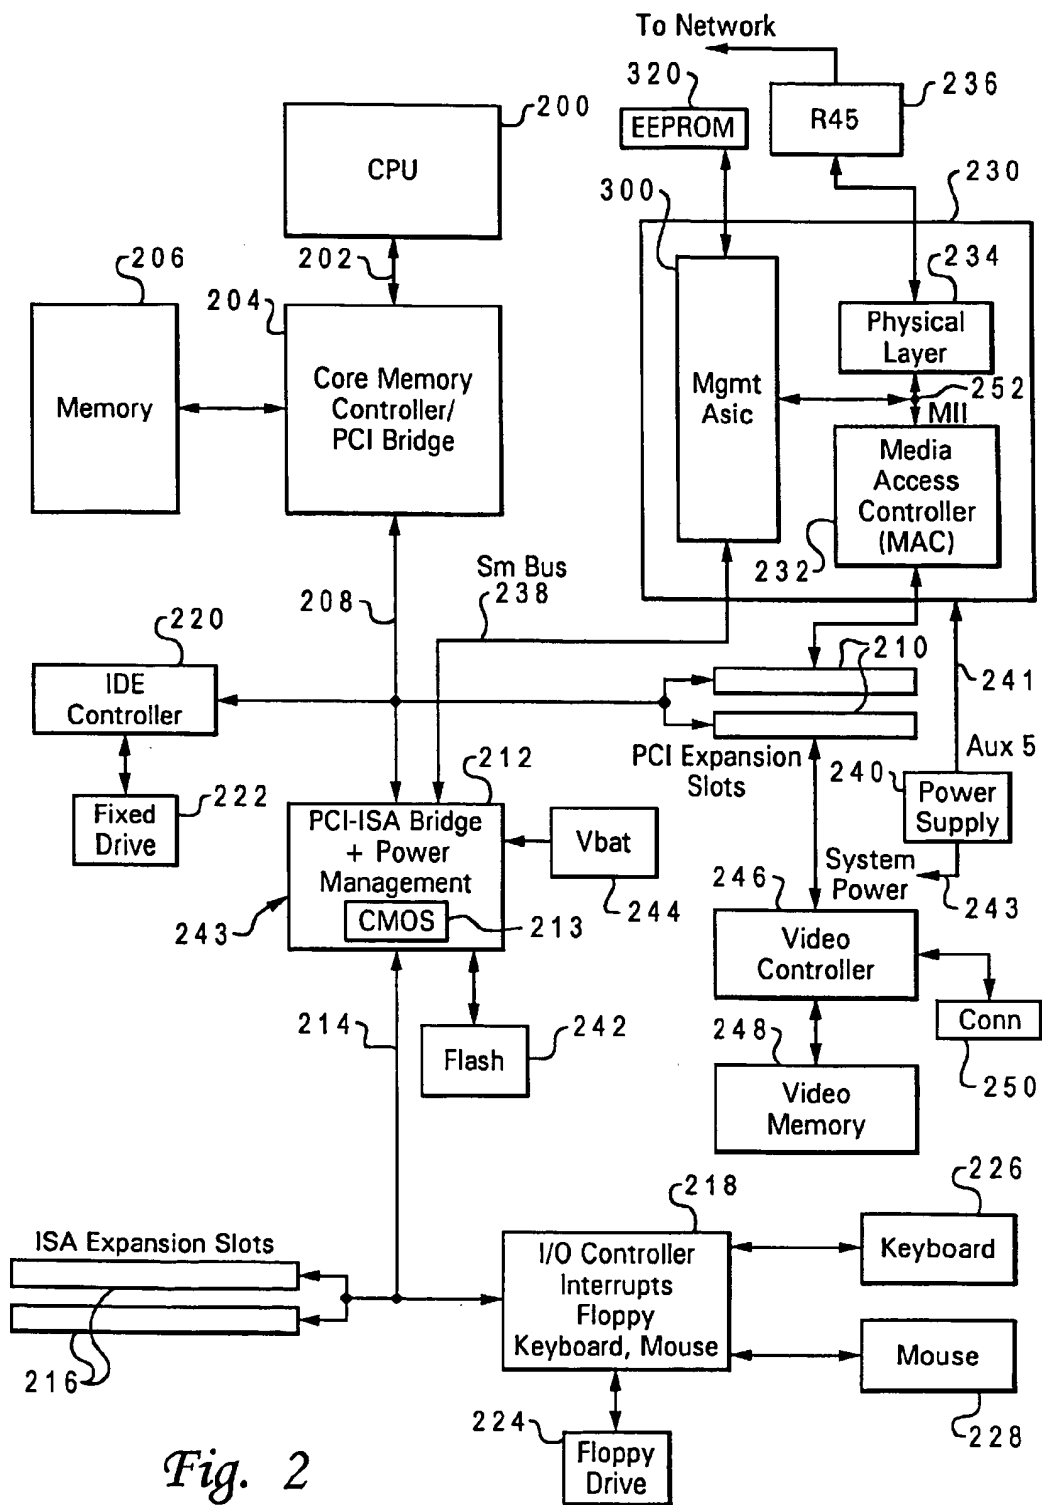 To Network
320
EEPROM
R45
236
200
CPU
300
230
202
206
204
234
Physical
Layer
Memory
Core Memory
Controller/
PCI Bridge
Mgmt
Asic
252
MII
Media
Access
Controller
(MAC)
232
Sm Bus
238
208
220
IDE
Controller
210
241
PCI Expansion
Slots
Aux 5
212
222
Fixed
Drive
240
Power
Supply
PCI-ISA Bridge
+ Power
Management
CMOS
213
243
Vbat
244
System
Power
243
246
Video
Controller
214
242
Flash
248
Conn
250
Video
Memory
218
226
ISA Expansion Slots
I/O Controller
Interrupts
Floppy
Keyboard, Mouse
Keyboard
Mouse
216
224
228
Floppy
Drive
Fig. 2